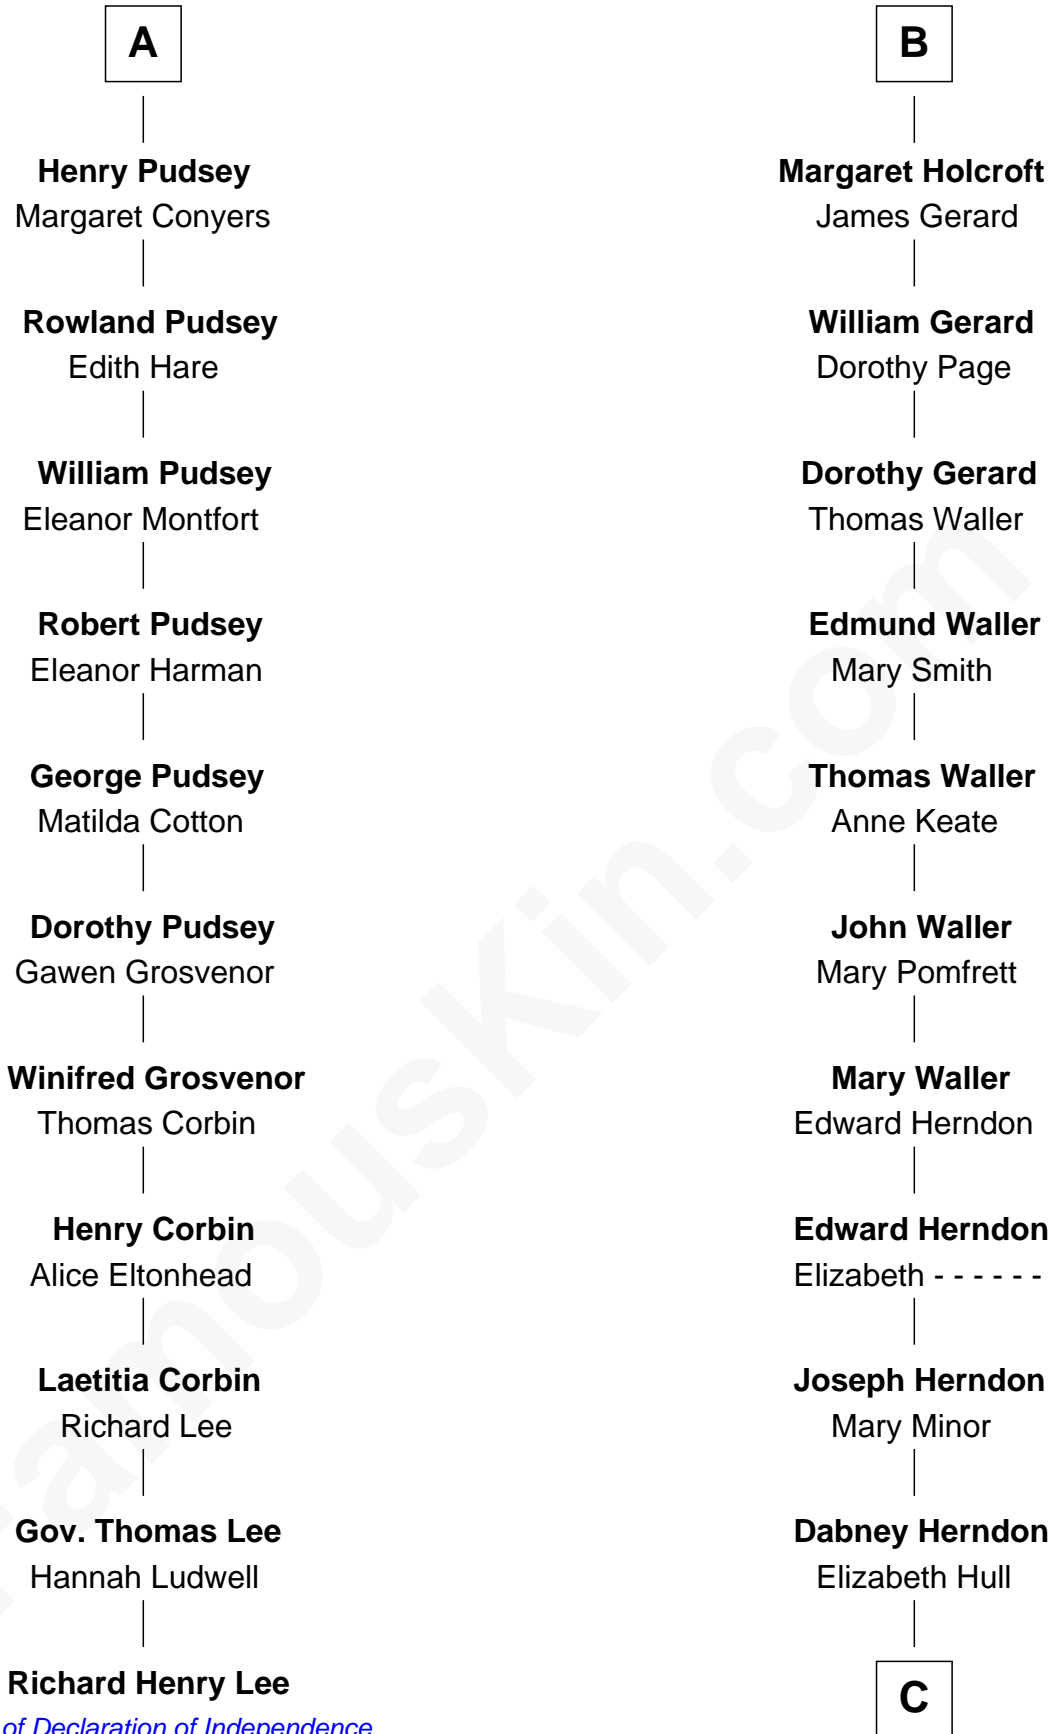 A
Henry Pudsey
Margaret Conyers
Rowland Pudsey
Edith Hare
William Pudsey
Eleanor Montfort
Robert Pudsey
Eleanor Harman
George Pudsey
Matilda Cotton
Dorothy Pudsey
Gawen Grosvenor
Winifred Grosvenor
Thomas Corbin
Henry Corbin
Alice Eltonhead
Laetitia Corbin
Richard Lee
Gov. Thomas Lee
Hannah Ludwell
Richard Henry Lee
of Declaration of Independence
B
Margaret Holcroft
James Gerard
William Gerard
Dorothy Page
Dorothy Gerard
Thomas Waller
Edmund Waller
Mary Smith
Thomas Waller
Anne Keate
John Waller
Mary Pomfrett
Mary Waller
Edward Herndon
Edward Herndon
Elizabeth - - - - - -
Joseph Herndon
Mary Minor
Dabney Herndon
Elizabeth Hull
C
FamousKin.com